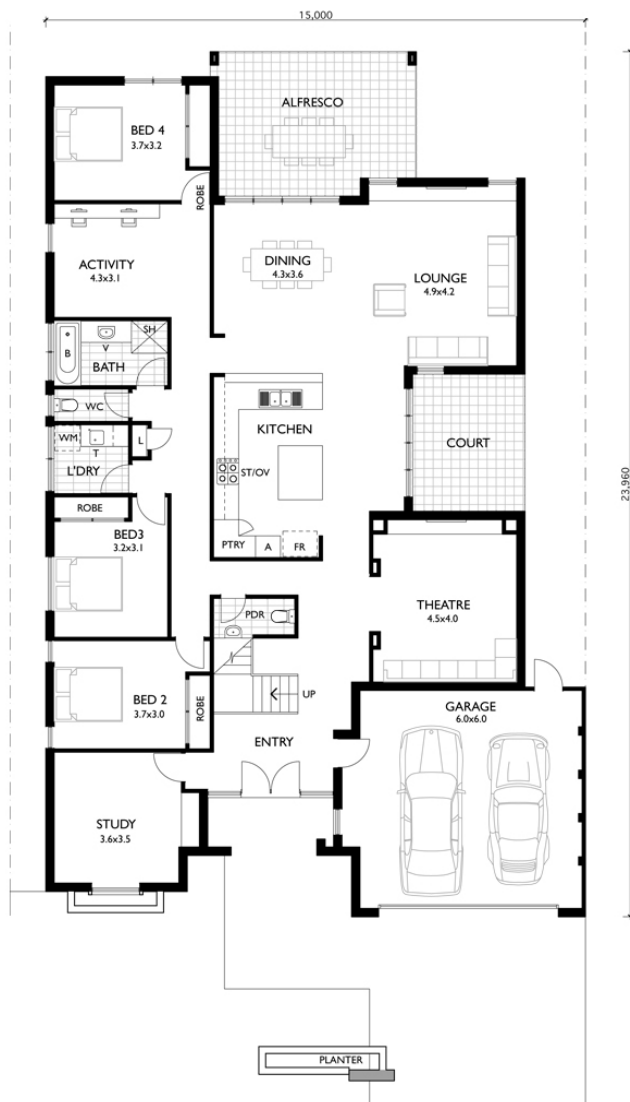 15,000
ALFRESCO
BED 4
3.7x3.2
ROBE
ACTIVITY
4.3x3.1
DINING
4.3x3.6
LOUNGE
4.9x4.2
SH
B
V
BATH
WC
WM
T
L
L'DRY
KITCHEN
ST/OV
COURT
23,960
ROBE
BED3
3.2x3.1
PTRY
A
FR
THEATRE
4.5x4.0
PDR
BED 2
3.7x3.0
ROBE
UP
ENTRY
GARAGE
6.0x6.0
STUDY
3.6x3.5
PLANTER